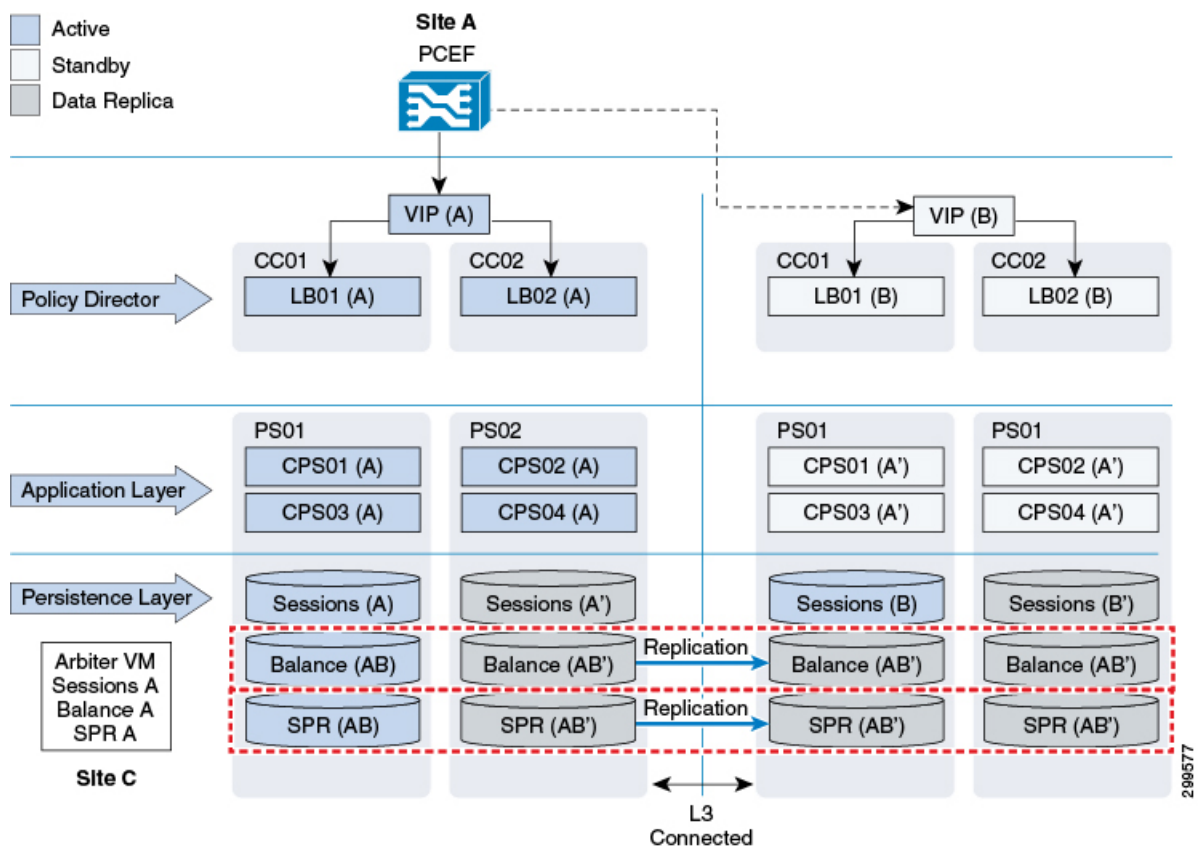 Active
Standby
Data Replica
Site A
PCEF
VIP (A)
VIP (B)
CC01
CC02
CC01
CC02
Policy Director
LB01 (A)
LB02 (A)
LB01 (B)
LB02 (B)
PS01
PS02
PS01
PS01
CPS01 (A)
CPS02 (A)
CPS01 (A')
CPS02 (A')
Application Layer
CPS03 (A)
CPS04 (A)
CPS03 (A')
CPS04 (A')
Persistence Layer
Sessions (A)
Sessions (A')
Sessions (B)
Sessions (B')
Replication
Balance (AB)
Balance (AB')
Balance (AB')
Balance (AB')
Replication
SPR (AB)
SPR (AB')
SPR (AB')
SPR (AB')
Arbiter VM
Sessions A
Balance A
SPR A
Site C
L3
Connected
299577